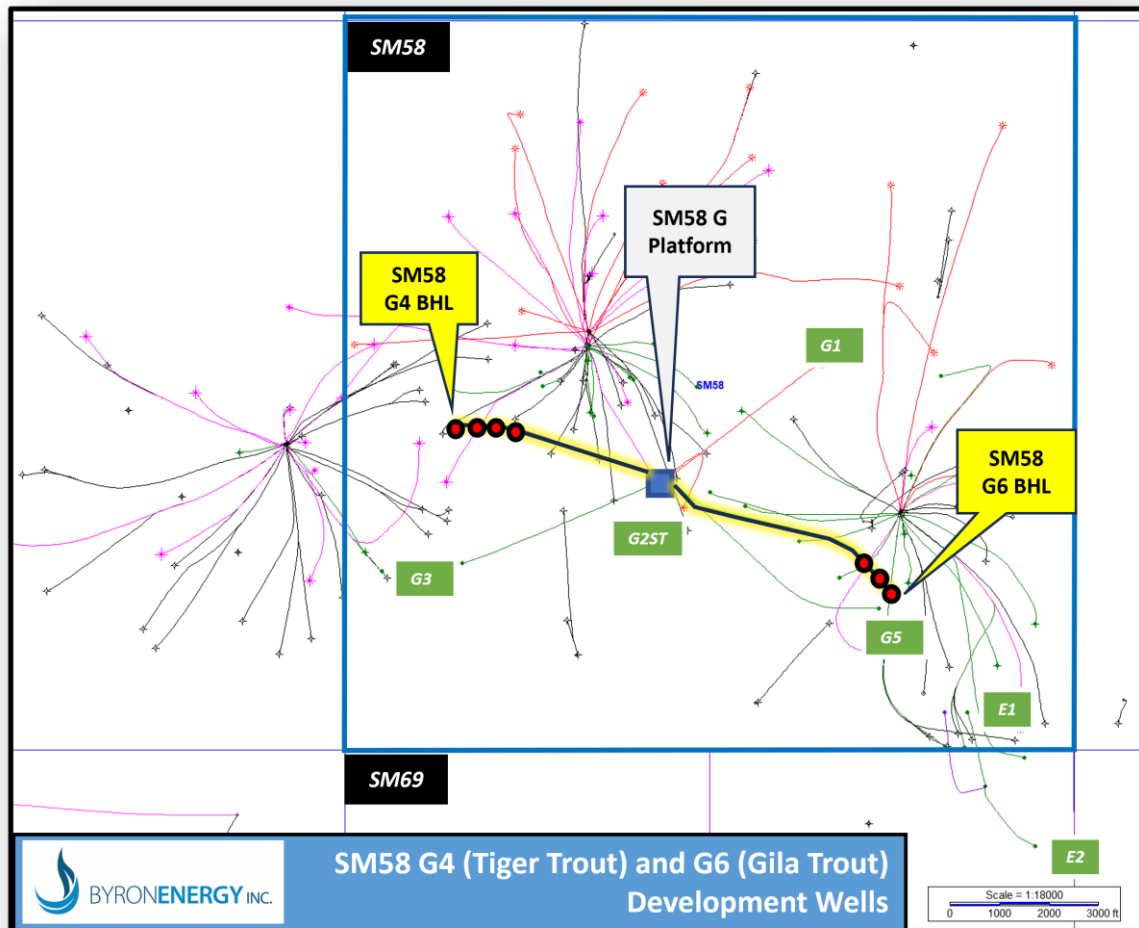 SM58
SM58 G
Platform
SM58
G4 BHL
G1
SM58
SM58
G6 BHL
G2ST
G3
G5
E1
SM69
E2
BYRONENERGY INC.
SM58 G4 (Tiger Trout) and G6 (Gila Trout)
Development Wells
Scale = 1:18000
0 1000 2000 3000 ft